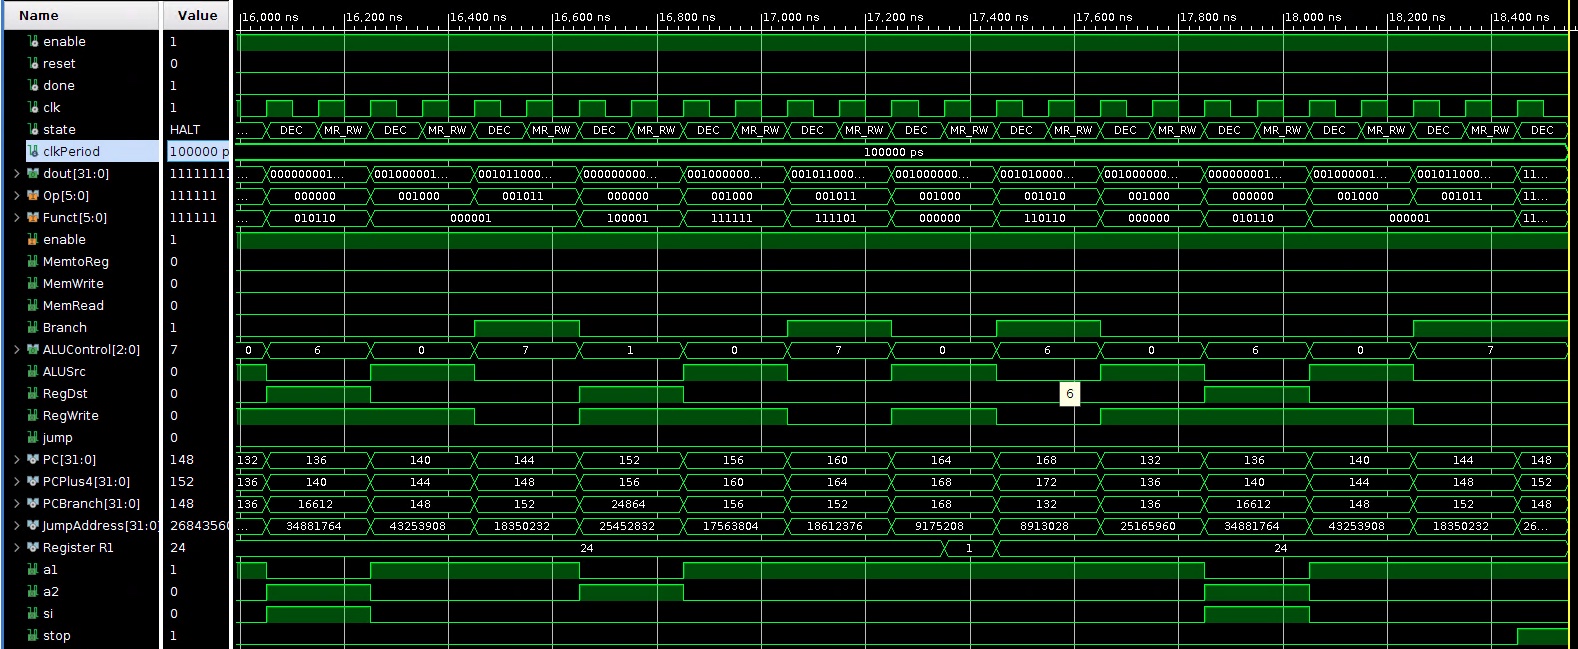 Name Value 16,000 ns 16,200 ns 16,400 ns 16,600 ns 16,800 ns 17,000 ns 17,200 ns 17,400 ns 17,600 ns 17,800 ns 18,000 ns 18,200 ns 18,400 ns
enable 1
reset 0
done 1
clk 1
state HALT ... DEC MR_RW DEC MR_RW DEC MR_RW DEC MR_RW DEC MR_RW DEC MR_RW DEC MR_RW DEC MR_RW DEC MR_RW DEC MR_RW DEC MR_RW DEC MR_RW DEC
clkPeriod 100000 p 100000 ps
dout[31:0] 11111111 ... 000000001... 001000001... 001011000... 000000000... 001000000... 001011000... 001000000... 001010000... 001000000... 000000001... 001000001... 001011000... 11...
Op[5:0] 111111 ... 000000 001000 001011 000000 001000 001011 001000 001010 001000 000000 001000 001011 11...
Funct[5:0] 111111 ... 010110 000001 100001 111111 111101 000000 110110 000000 010110 000001 11...
enable 1
MemtoReg 0
MemWrite 0
MemRead 0
Branch 1
ALUControl[2:0] 7 0 6 0 7 1 0 7 0 6 0 6 0 7
ALUSrc 0
RegDst 0 6
RegWrite 0
jump 0
PC[31:0] 148 132 136 140 144 152 156 160 164 168 132 136 140 144 148
PCPlus4[31:0] 152 136 140 144 148 156 160 164 168 172 136 140 144 148 152
PCBranch[31:0] 148 136 16612 148 152 24864 156 152 168 132 136 16612 148 152 148
JumpAddress[31:0] 26843560 ... 34881764 43253908 18350232 25452832 17563804 18612376 9175208 8913028 25165960 34881764 43253908 18350232 26...
Register R1 24 24 1 24
a1 1
a2 0
si 0
stop 1